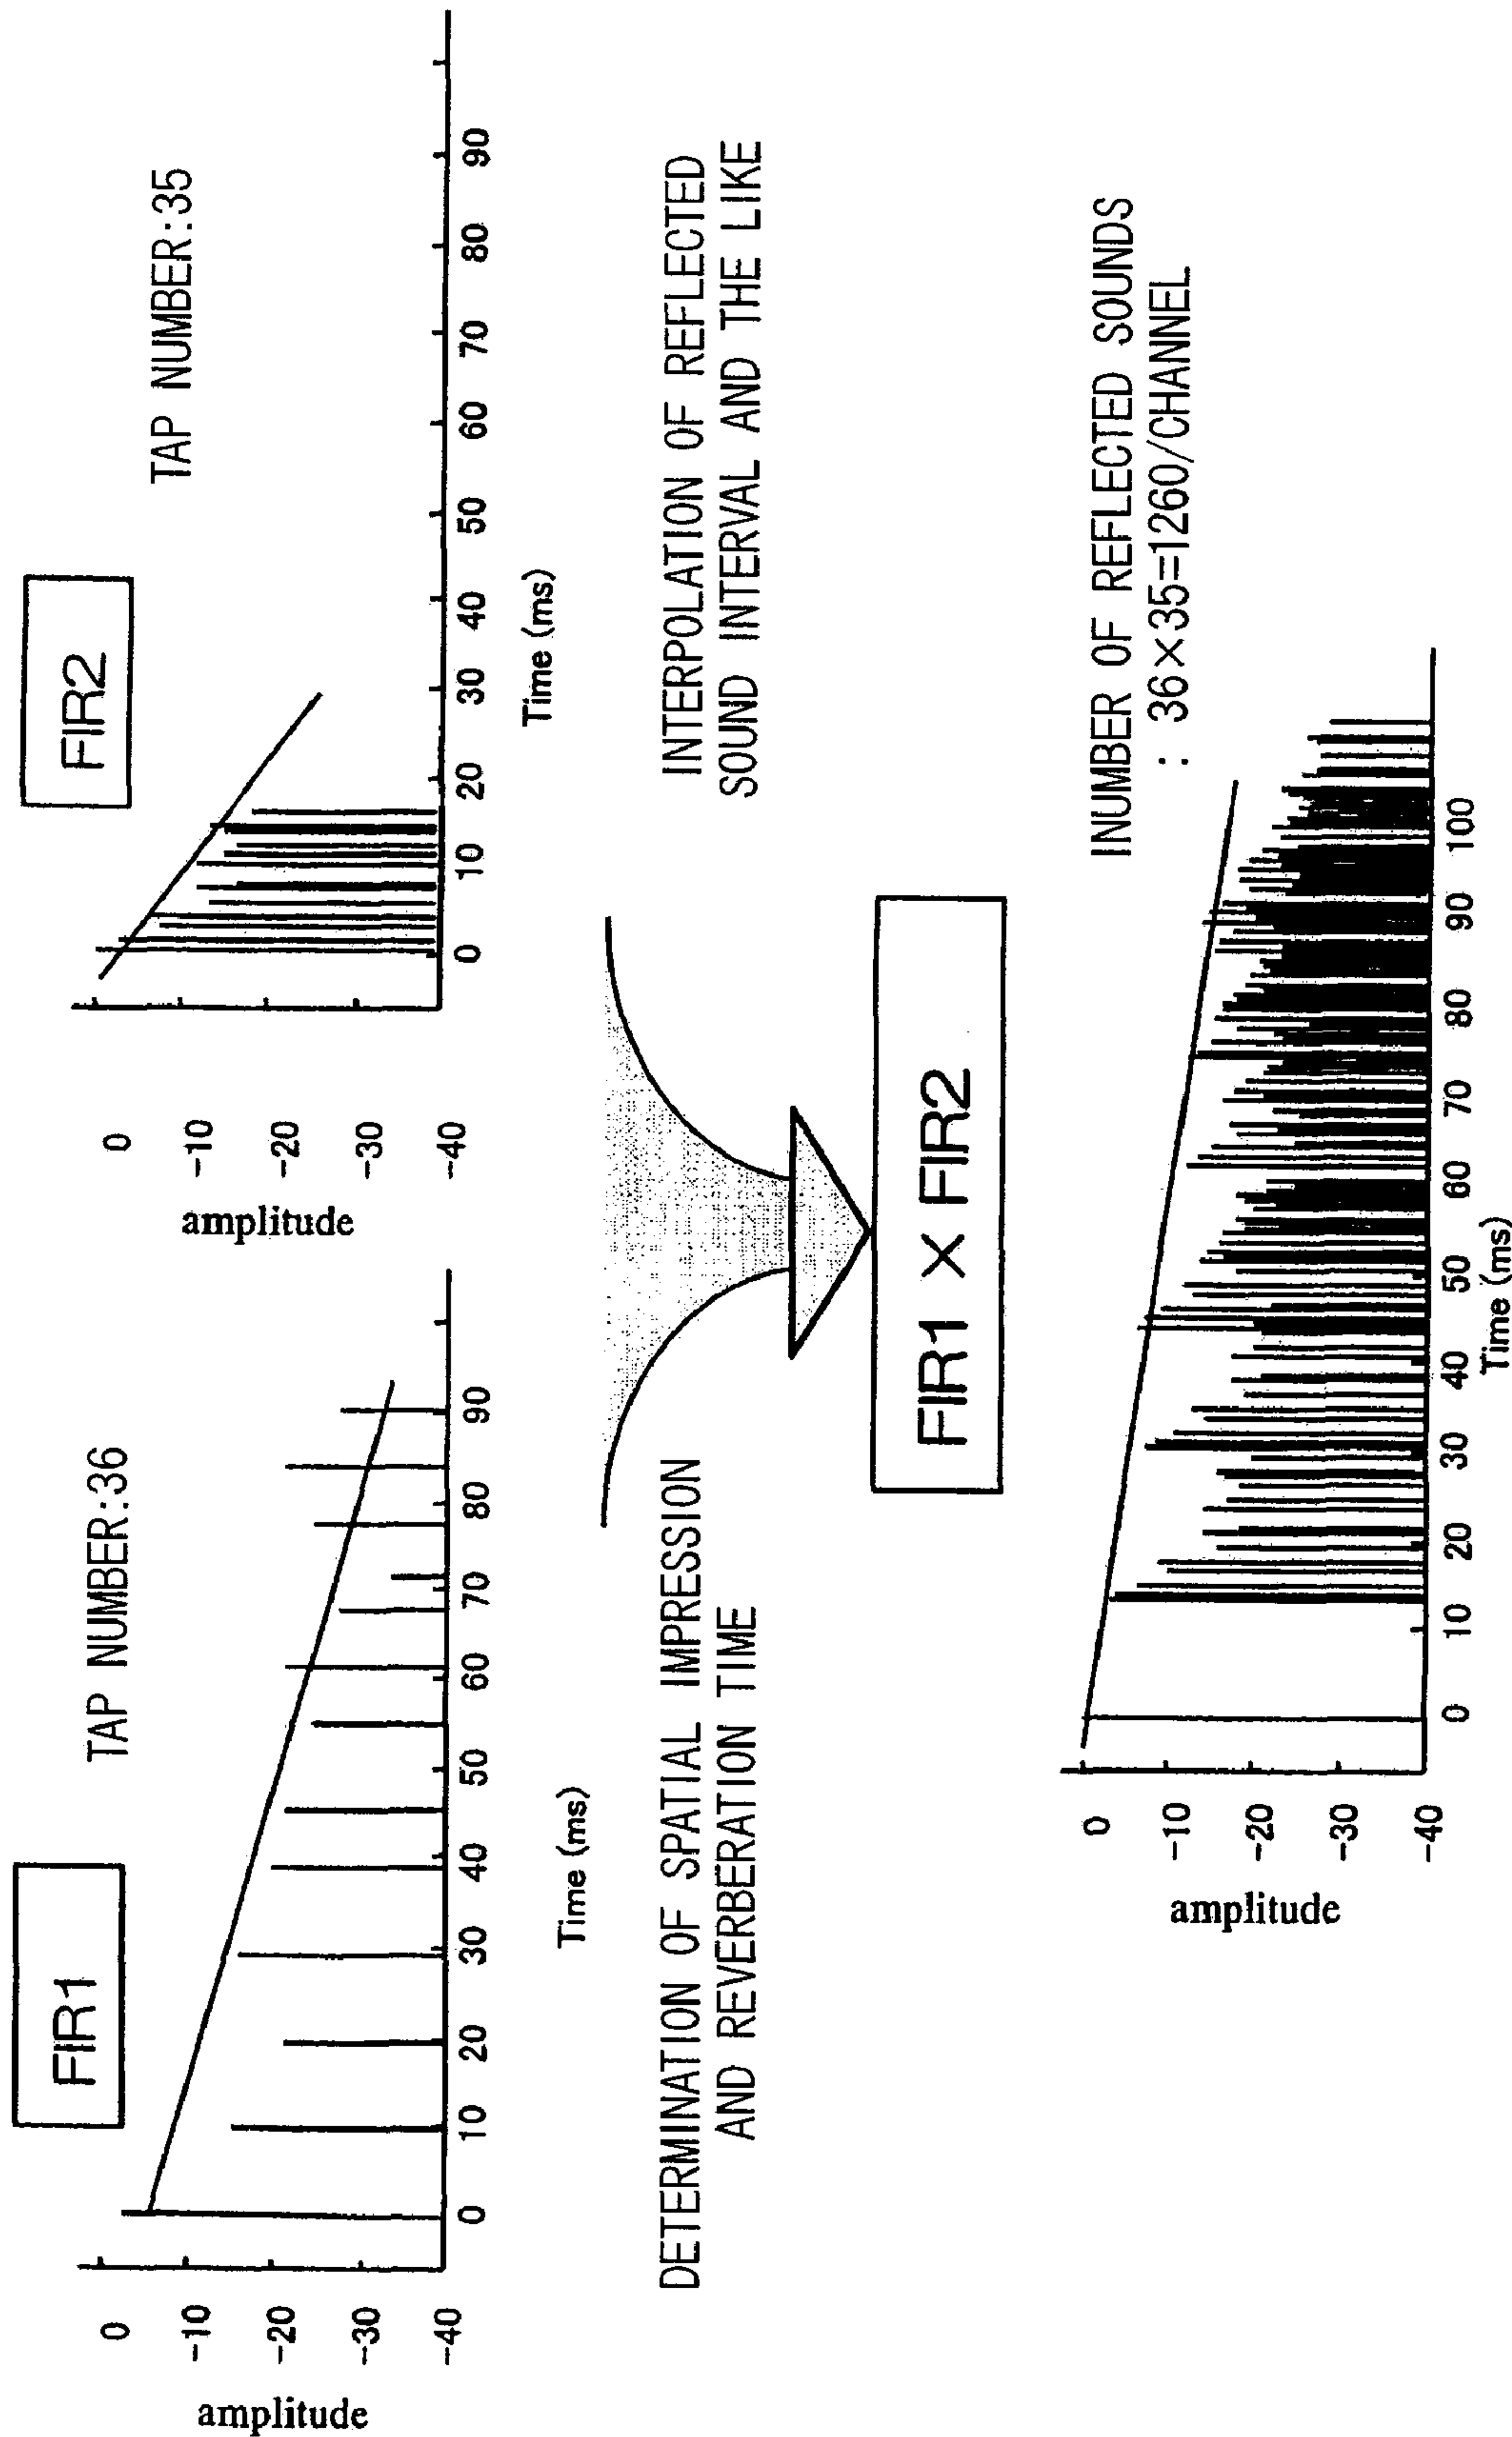 FIR1
TAP NUMBER:36
amplitude
0
-10
-20
-30
-40
0 10 20 30 40 50 60 70 80 90
Time (ms)
DETERMINATION OF SPATIAL IMPRESSION
AND REVERBERATION TIME
FIR2
TAP NUMBER:35
amplitude
0
-10
-20
-30
-40
0 10 20 30 40 50 60 70 80 90
Time (ms)
INTERPOLATION OF REFLECTED
SOUND INTERVAL AND THE LIKE
FIR1 × FIR2
INUMBER OF REFLECTED SOUNDS
: 36×35=1260/CHANNEL
amplitude
0
-10
-20
-30
-40
0 10 20 30 40 50 60 70 80 90 100
Time (ms)